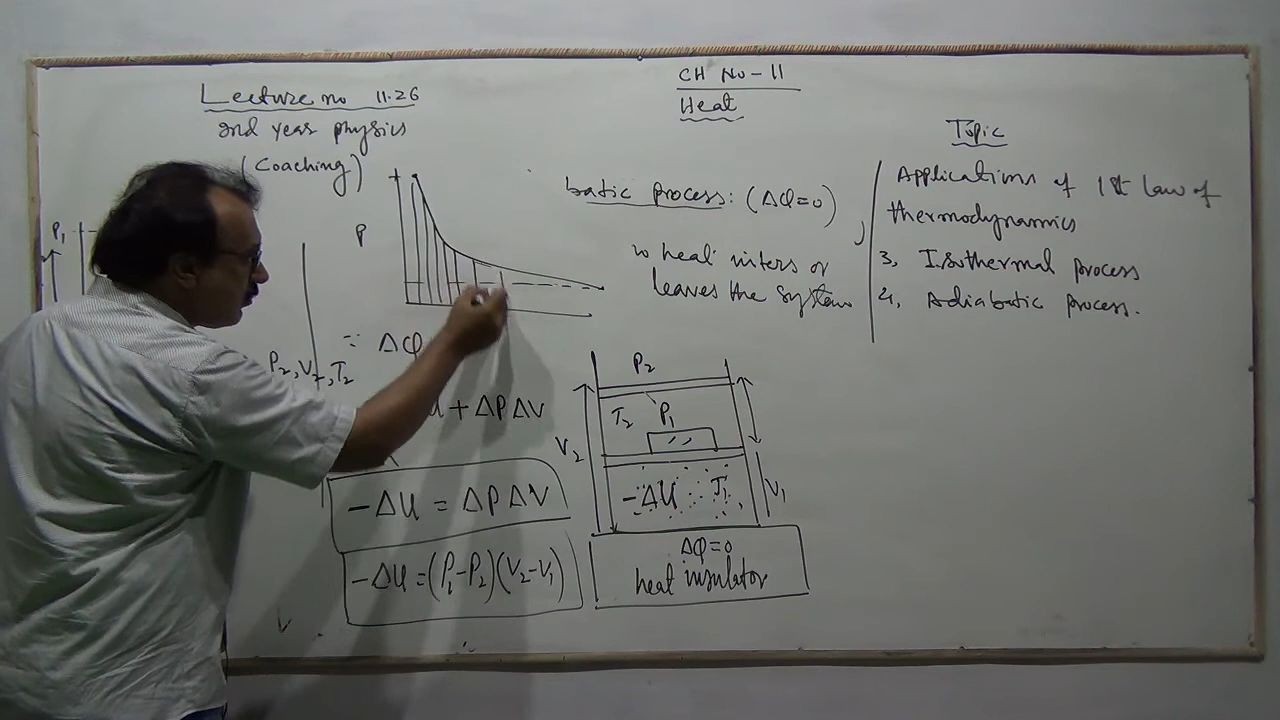 Lecture no 11.26
2nd year physics
(Coaching)
CH No - 11
Heat
Topic
Applications of 1st law of
thermodynamics
3, Isothermal process
4, Adiabatic process.
batic process: (ΔQ=0)
o heat inters or
leaves the system
P₁
P
P₂, V₂, T₂
∵ ΔQ
+ ΔP ΔV
-ΔU = ΔP ΔV
-ΔU = (P₁-P₂)(V₂-V₁)
P₂
T₂
P₁
V₂
-ΔU
T₁
V₁
ΔQ=0
heat insulator